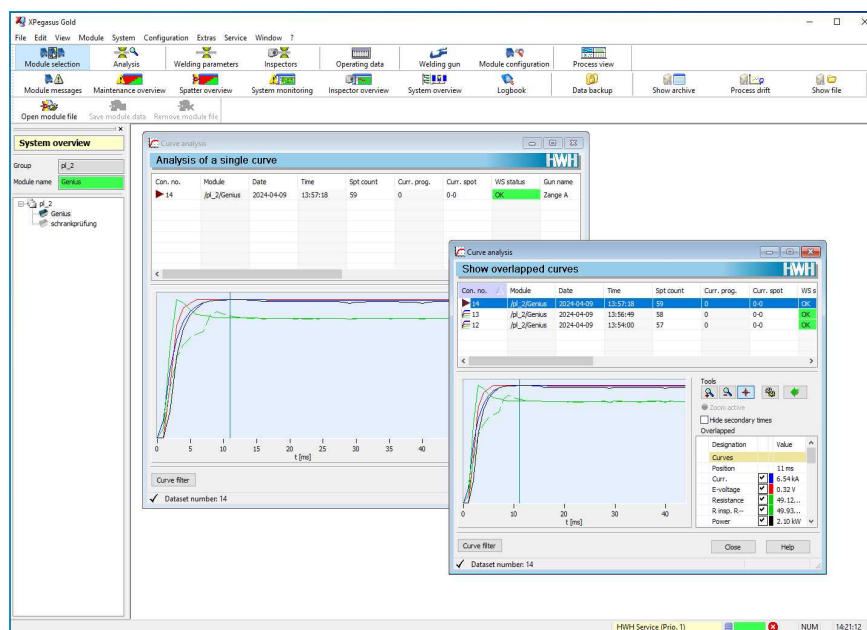 XPegasus Gold
File Edit View Module System Configuration Extras Service Window ?
Module selection Analysis Welding parameters Inspectors Operating data Welding gun Module configuration Process view
Module messages Maintenance overview Spatter overview System monitoring Inspector overview System overview Logbook Data backup Show archive Process drift Show file
Open module file Save module data Remove module file
System overview
Group pl_2
Module name Genius
pl_2
Genius
schrankprüfung
Curve analysis
Analysis of a single curve HWH
Con. no. Module Date Time Spt count Curr. prog. Curr. spot WS status Gun name
14 /pl_2/Genius 2024-04-09 13:57:18 59 0 0-0 OK Zange A
0 5 10 15 20 25 30 35 40
t [ms]
Curve filter
Dataset number: 14
Curve analysis
Show overlapped curves HWH
Con. no. Module Date Time Spt count Curr. prog. Curr. spot WS s
14 /pl_2/Genius 2024-04-09 13:57:18 59 0 0-0 OK
13 /pl_2/Genius 2024-04-09 13:56:49 58 0 0-0 OK
12 /pl_2/Genius 2024-04-09 13:54:00 57 0 0-0 OK
Tools
Zoom active
Hide secondary times
Overlapped
Designation Value
Curves
Position 11 ms
Curr. 6.54 kA
E-voltage 0.32 V
Resistance 49.12...
R insp. R-- 49.93...
Power 2.10 kW
0 10 20 30 40
t [ms]
Curve filter Close Help
Dataset number: 14
HWH Service (Prio. 1) NUM 14:21:12